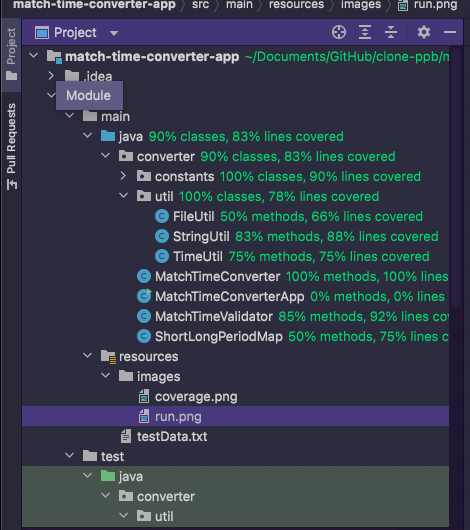 match-time-converter-app › src › main › resources › images › run.png
Project
Project
match-time-converter-app ~/Documents/GitHub/clone-ppb/m
.idea
Module
main
java 90% classes, 83% lines covered
converter 90% classes, 83% lines covered
constants 100% classes, 90% lines covered
util 100% classes, 78% lines covered
FileUtil 50% methods, 66% lines covered
StringUtil 83% methods, 88% lines covered
TimeUtil 75% methods, 75% lines covered
MatchTimeConverter 100% methods, 100% lines
MatchTimeConverterApp 0% methods, 0% lines
MatchTimeValidator 85% methods, 92% lines co
ShortLongPeriodMap 50% methods, 75% lines c
resources
images
coverage.png
run.png
testData.txt
test
java
converter
util
Pull Requests